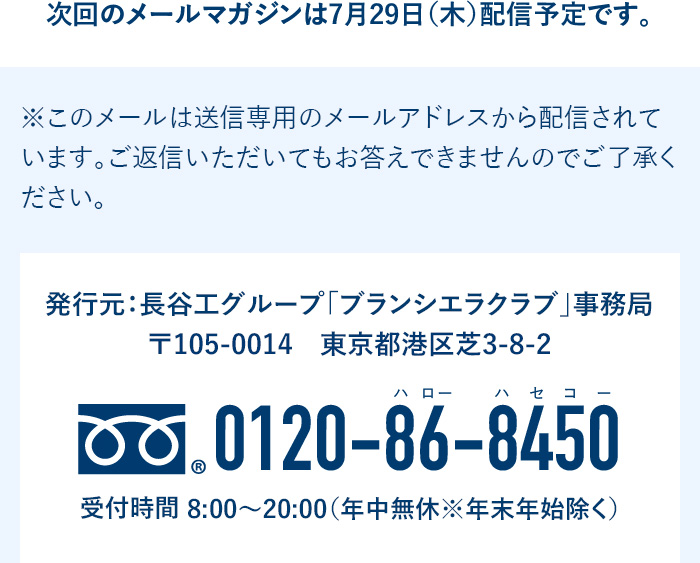 次回のメールマガジンは7月29日（木）配信予定です。
※このメールは送信専用のメールアドレスから配信されて
います。ご返信いただいてもお答えできませんのでご了承く
ださい。
発行元：長谷工グループ「ブランシエラクラブ」事務局
〒105-0014　東京都港区芝3-8-2
ハロー　ハセコー
® 0120-86-8450
受付時間 8:00〜20:00（年中無休※年末年始除く）